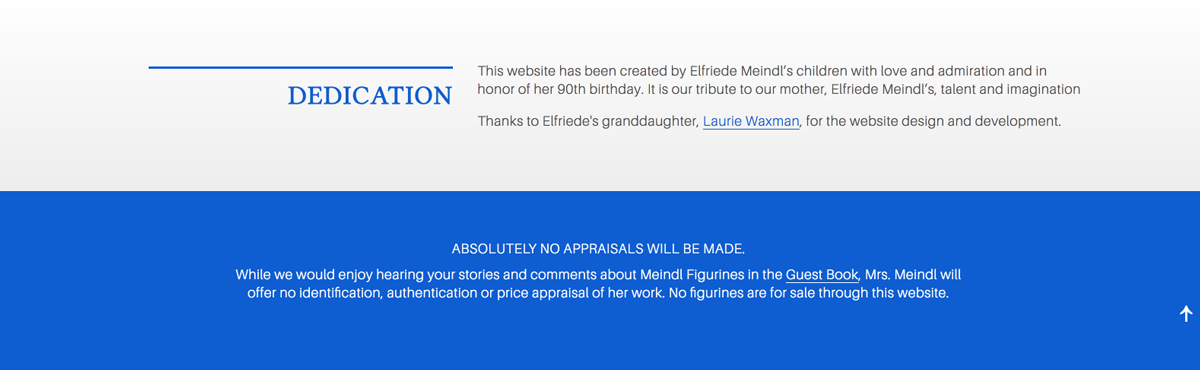 DEDICATION
This website has been created by Elfriede Meindl’s children with love and admiration and in
honor of her 90th birthday. It is our tribute to our mother, Elfriede Meindl’s, talent and imagination
Thanks to Elfriede's granddaughter, Laurie Waxman, for the website design and development.
ABSOLUTELY NO APPRAISALS WILL BE MADE.
While we would enjoy hearing your stories and comments about Meindl Figurines in the Guest Book, Mrs. Meindl will
offer no identification, authentication or price appraisal of her work. No figurines are for sale through this website.